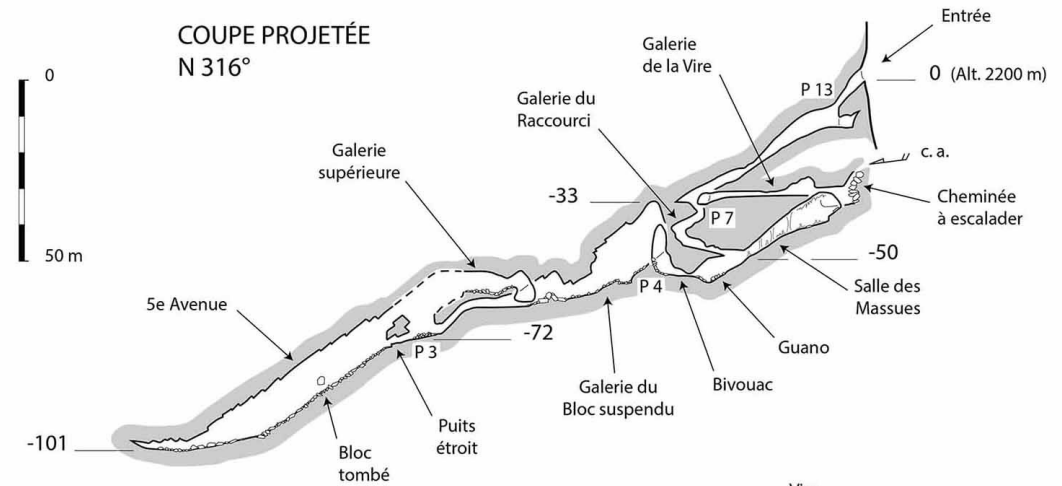 COUPE PROJETÉE
N 316°
Entrée
0
0 (Alt. 2200 m)
Galerie
de la Vire
P 13
Galerie du
Raccourci
Galerie
supérieure
c. a.
-33
P 7
Cheminée
à escalader
50 m
-50
5e Avenue
P 4
Salle des
Massues
-72
P 3
Guano
Bivouac
Galerie du
Bloc suspendu
Puits
étroit
-101
Bloc
tombé